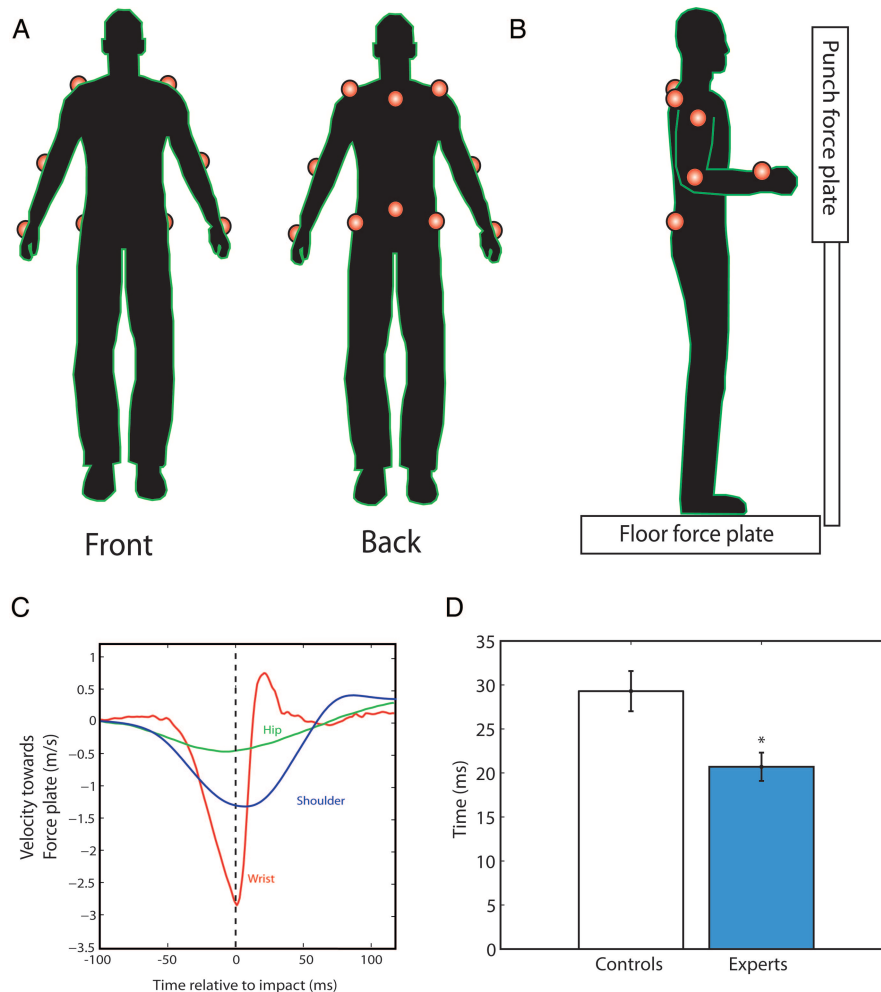 A
B
Punch force plate
Floor force plate
Front
Back
C
D
1
0.5
0
−0.5
−1
−1.5
−2
−2.5
−3
−3.5
-100
-50
0
50
100
Velocity towards
Force plate (m/s)
Hip
Shoulder
Wrist
Time relative to impact (ms)
35
30
25
20
15
10
5
0
Time (ms)
*
Controls
Experts